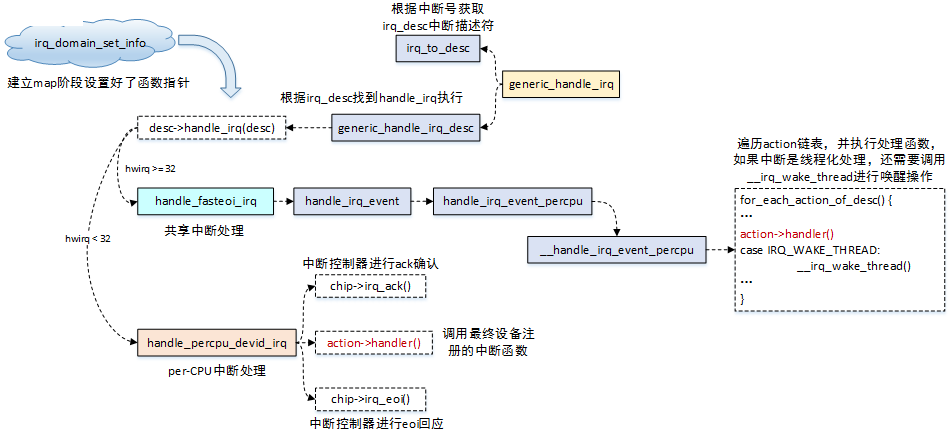 根据中断号获取
irq_desc中断描述符
irq_domain_set_info
irq_to_desc
建立map阶段设置好了函数指针
generic_handle_irq
根据irq_desc找到handle_irq执行
desc->handle_irq(desc)
generic_handle_irq_desc
遍历action链表，并执行处理函数，
如果中断是线程化处理，还需要调用
__irq_wake_thread进行唤醒操作
hwirq >= 32
handle_fasteoi_irq
handle_irq_event
handle_irq_event_percpu
共享中断处理
for_each_action_of_desc() {
...
action->handler()
case IRQ_WAKE_THREAD:
__irq_wake_thread()
...
}
hwirq < 32
__handle_irq_event_percpu
中断控制器进行ack确认
chip->irq_ack()
handle_percpu_devid_irq
action->handler()
调用最终设备注
册的中断函数
per-CPU中断处理
chip->irq_eoi()
中断控制器进行eoi回应